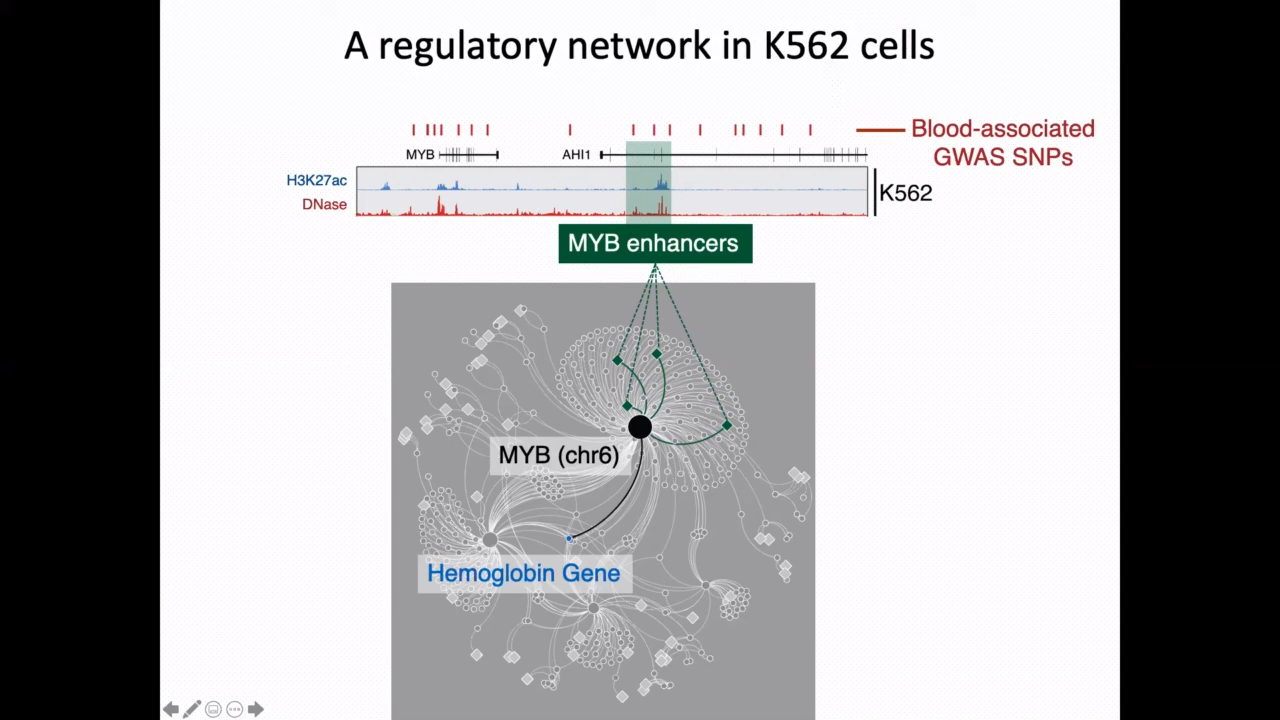 A regulatory network in K562 cells
Blood-associated
GWAS SNPs
MYB
AHI1
H3K27ac
DNase
K562
MYB enhancers
MYB (chr6)
Hemoglobin Gene